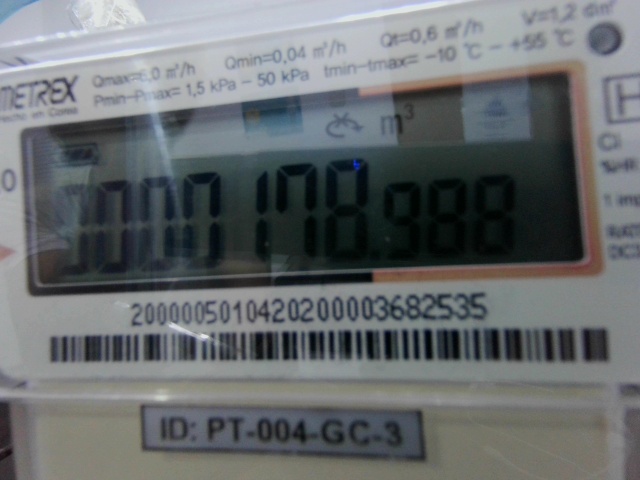 V=1,2 dm³
Qmax=6,0 m³/h Qmin=0,04 m³/h Qt=0,6 m³/h
METREX Pmin-Pmax= 1,5 kPa - 50 kPa tmin-tmax= -10 °C - +55 °C
m³
178.988
20000050104202000003682535
ID: PT-004-GC-3